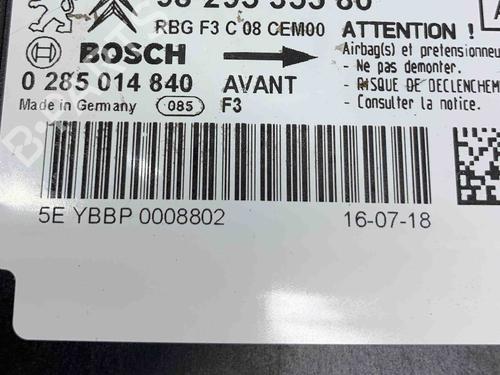 RBG F3 C 08 CEM00
BOSCH
0 285 014 840
AVANT
Made in Germany
085
F3
ATTENTION !
Airbag(s) et pretensionneu
- Ne pas demonter.
- RISQUE DE DECLENCHEM
- Consulter la notice.
5E YBBP 0008802
16-07-18